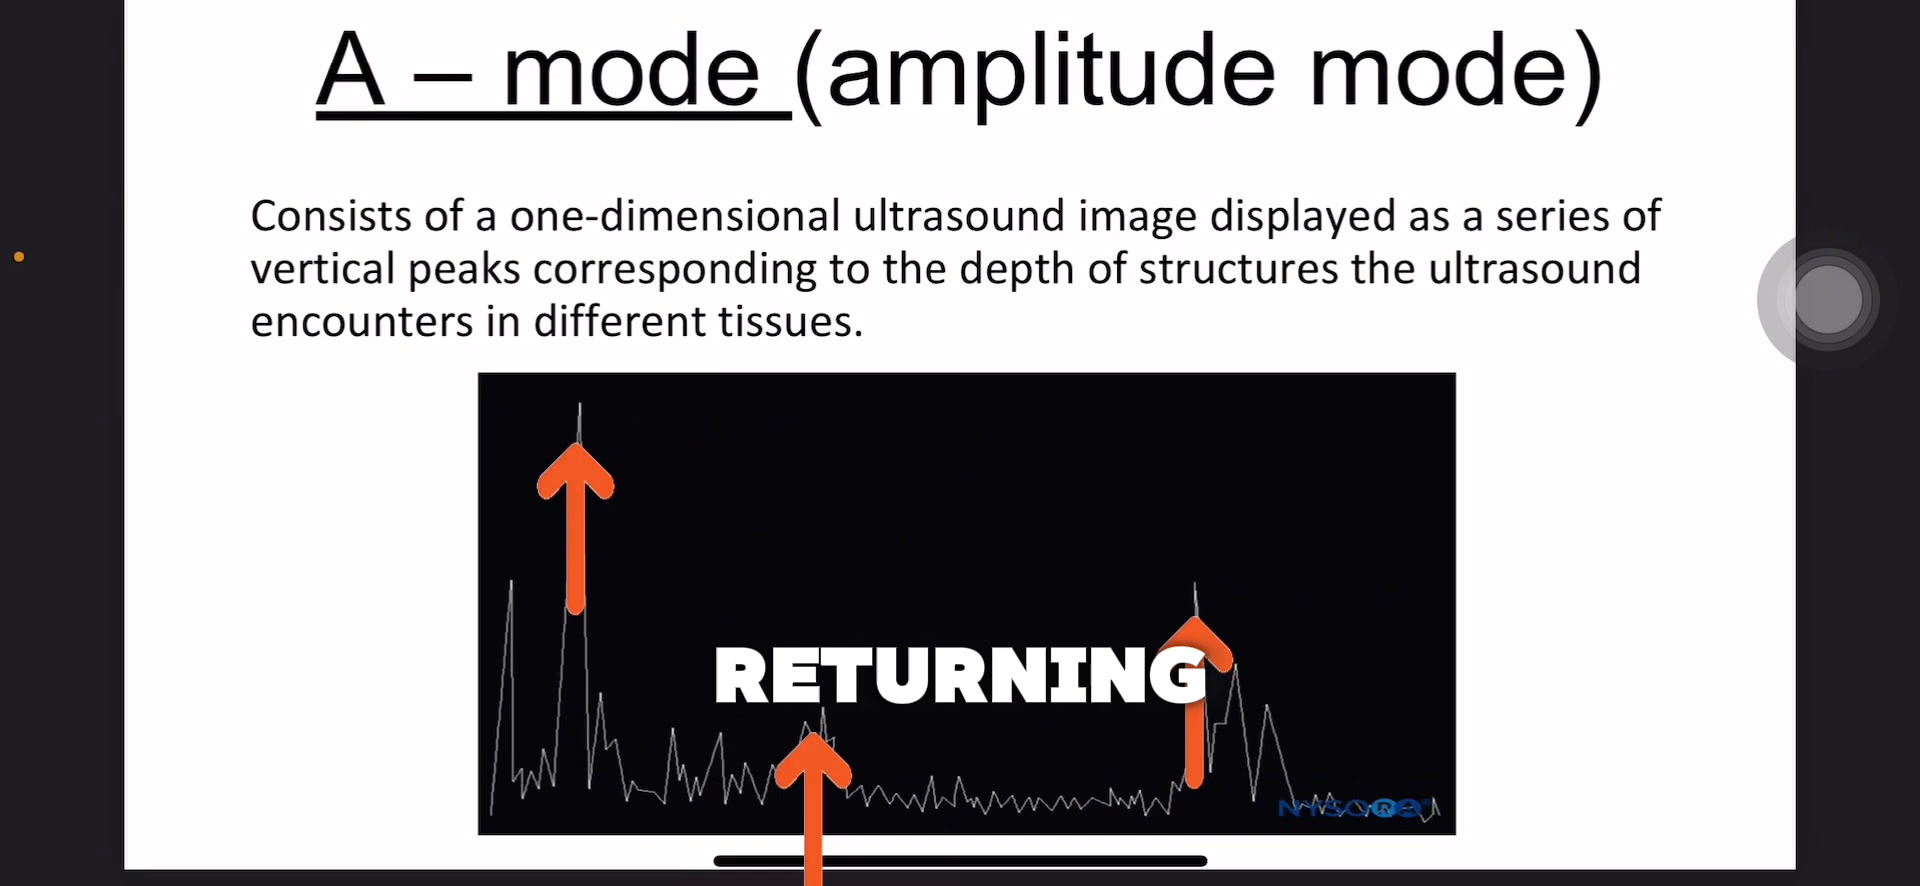 A – mode (amplitude mode)
Consists of a one-dimensional ultrasound image displayed as a series of
vertical peaks corresponding to the depth of structures the ultrasound
encounters in different tissues.
RETURNING
NYSORA